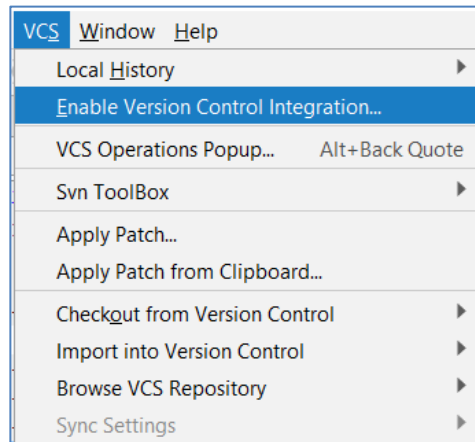 VCS Window Help
Local History
Enable Version Control Integration...
VCS Operations Popup... Alt+Back Quote
Svn ToolBox
Apply Patch...
Apply Patch from Clipboard...
Checkout from Version Control
Import into Version Control
Browse VCS Repository
Sync Settings